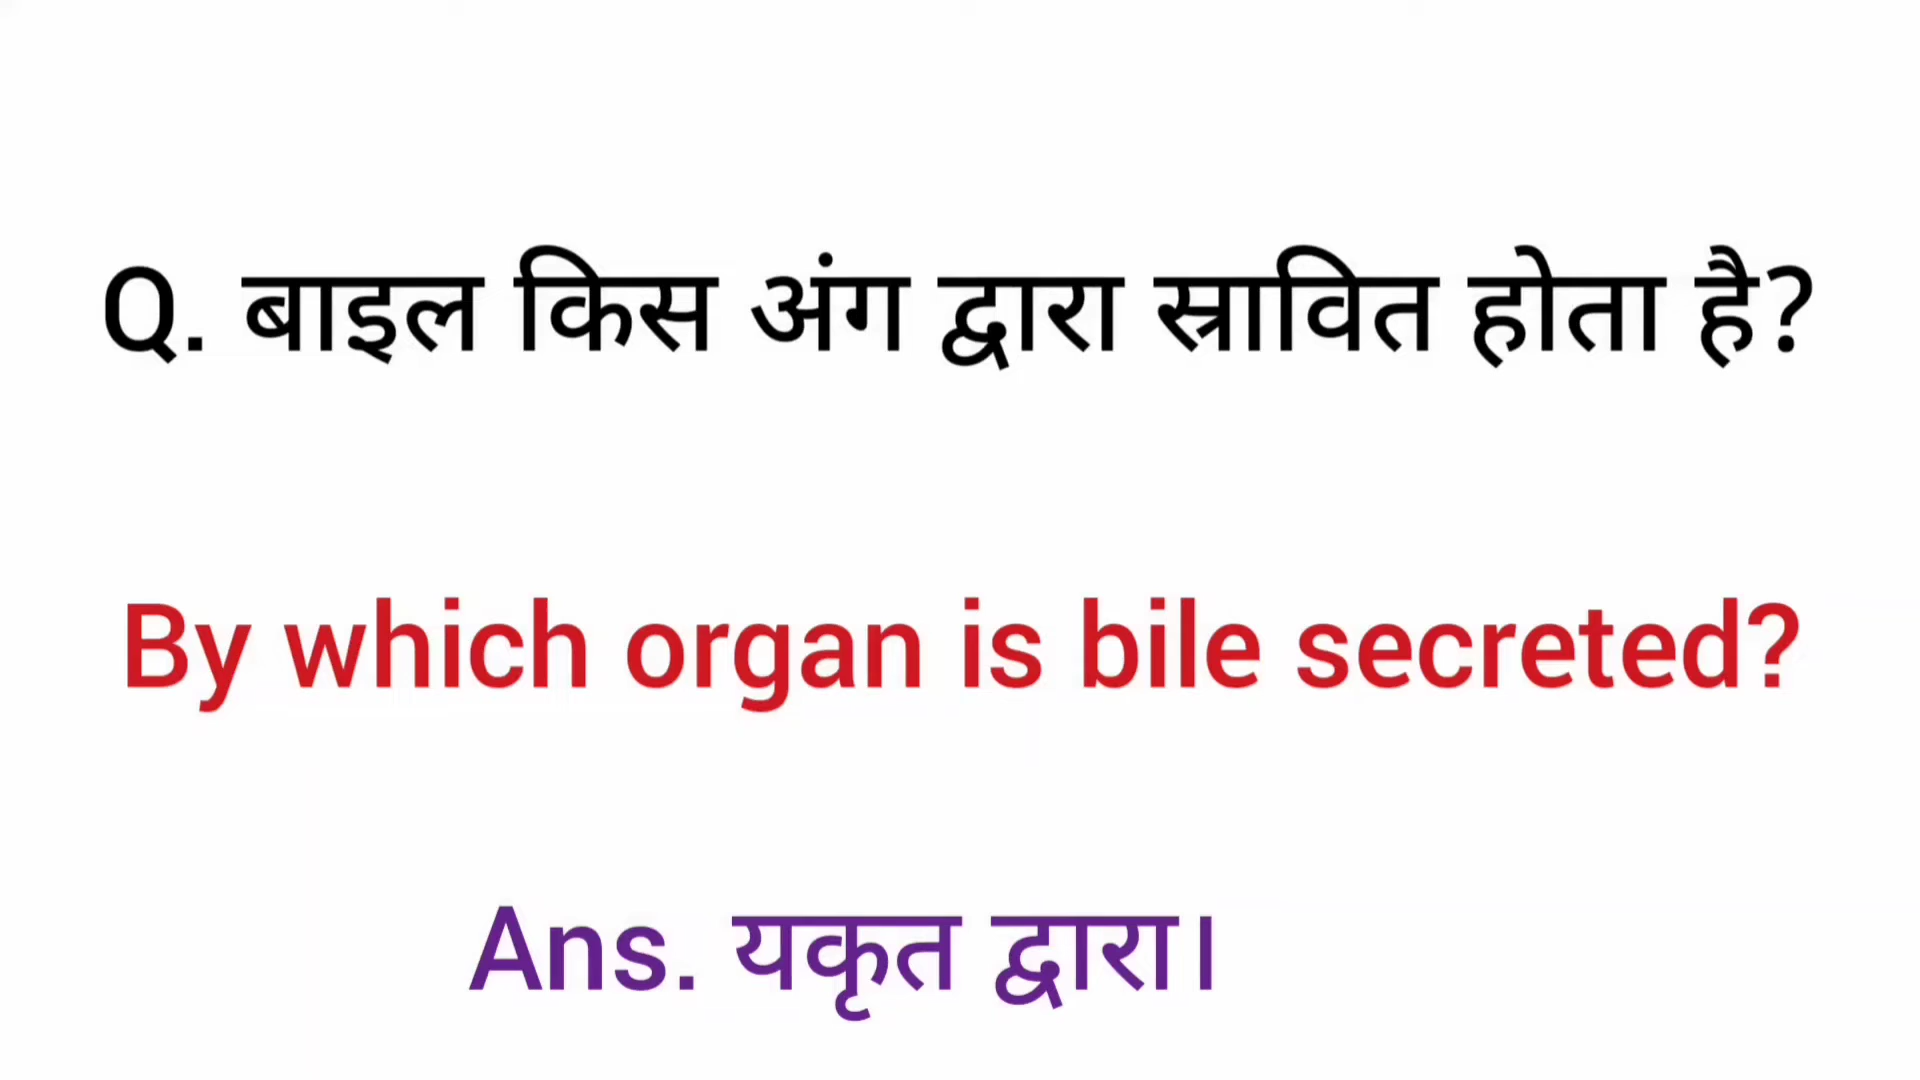 Q. बाइल किस अंग द्वारा स्रावित होता है?
By which organ is bile secreted?
Ans. यकृत द्वारा।